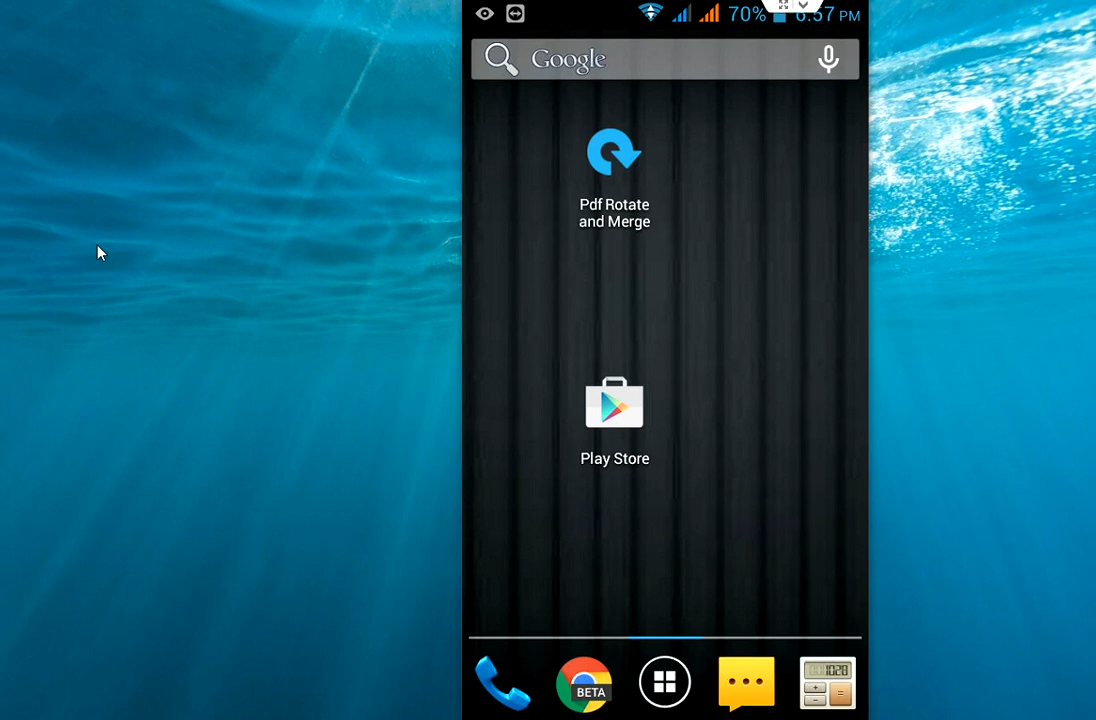 70% 6:57 PM
Google
Pdf Rotate
and Merge
Play Store
BETA
1028